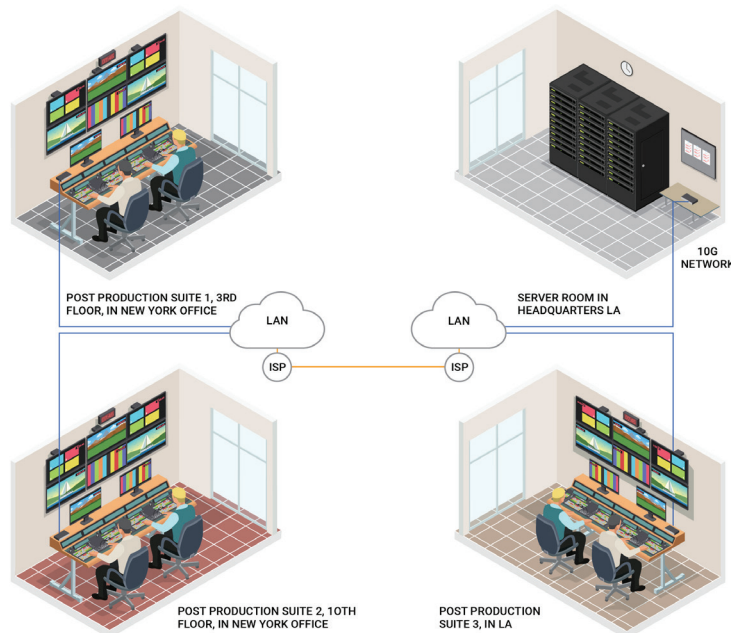 10G
NETWORK
POST PRODUCTION SUITE 1, 3RD
FLOOR, IN NEW YORK OFFICE
LAN
LAN
SERVER ROOM IN
HEADQUARTERS LA
ISP
ISP
POST PRODUCTION SUITE 2, 10TH
FLOOR, IN NEW YORK OFFICE
POST PRODUCTION
SUITE 3, IN LA